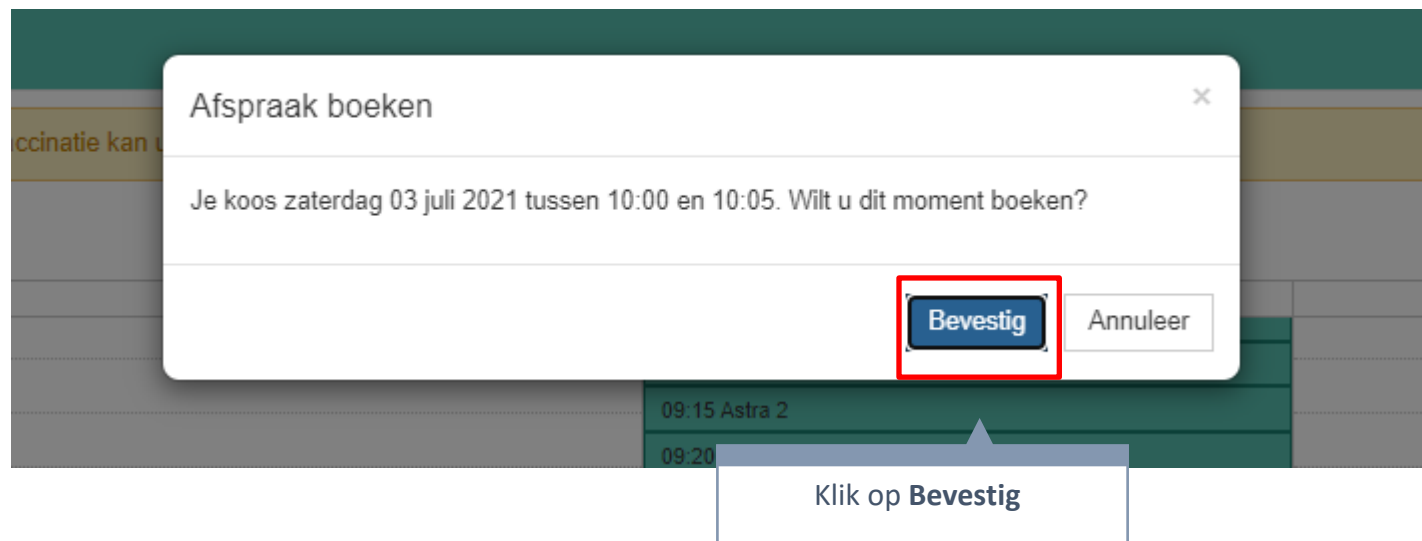 Afspraak boeken
×
ccinatie kan
Je koos zaterdag 03 juli 2021 tussen 10:00 en 10:05. Wilt u dit moment boeken?
Bevestig Annuleer
09:15 Astra 2
09:20
Klik op Bevestig